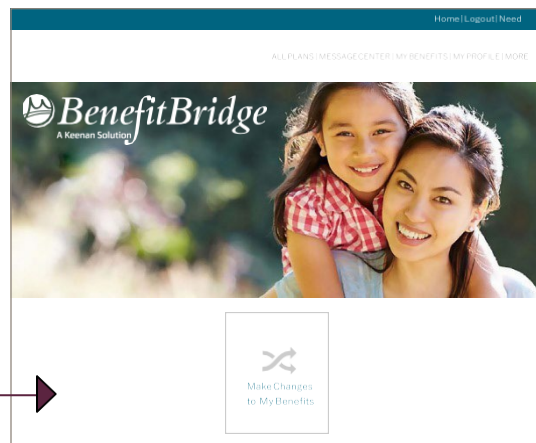 Home|Logout|Need
ALL PLANS|MESSAGE CENTER|MY BENEFITS|MY PROFILE|MORE
BenefitBridge
A Keenan Solution
Make Changes
to My Benefits